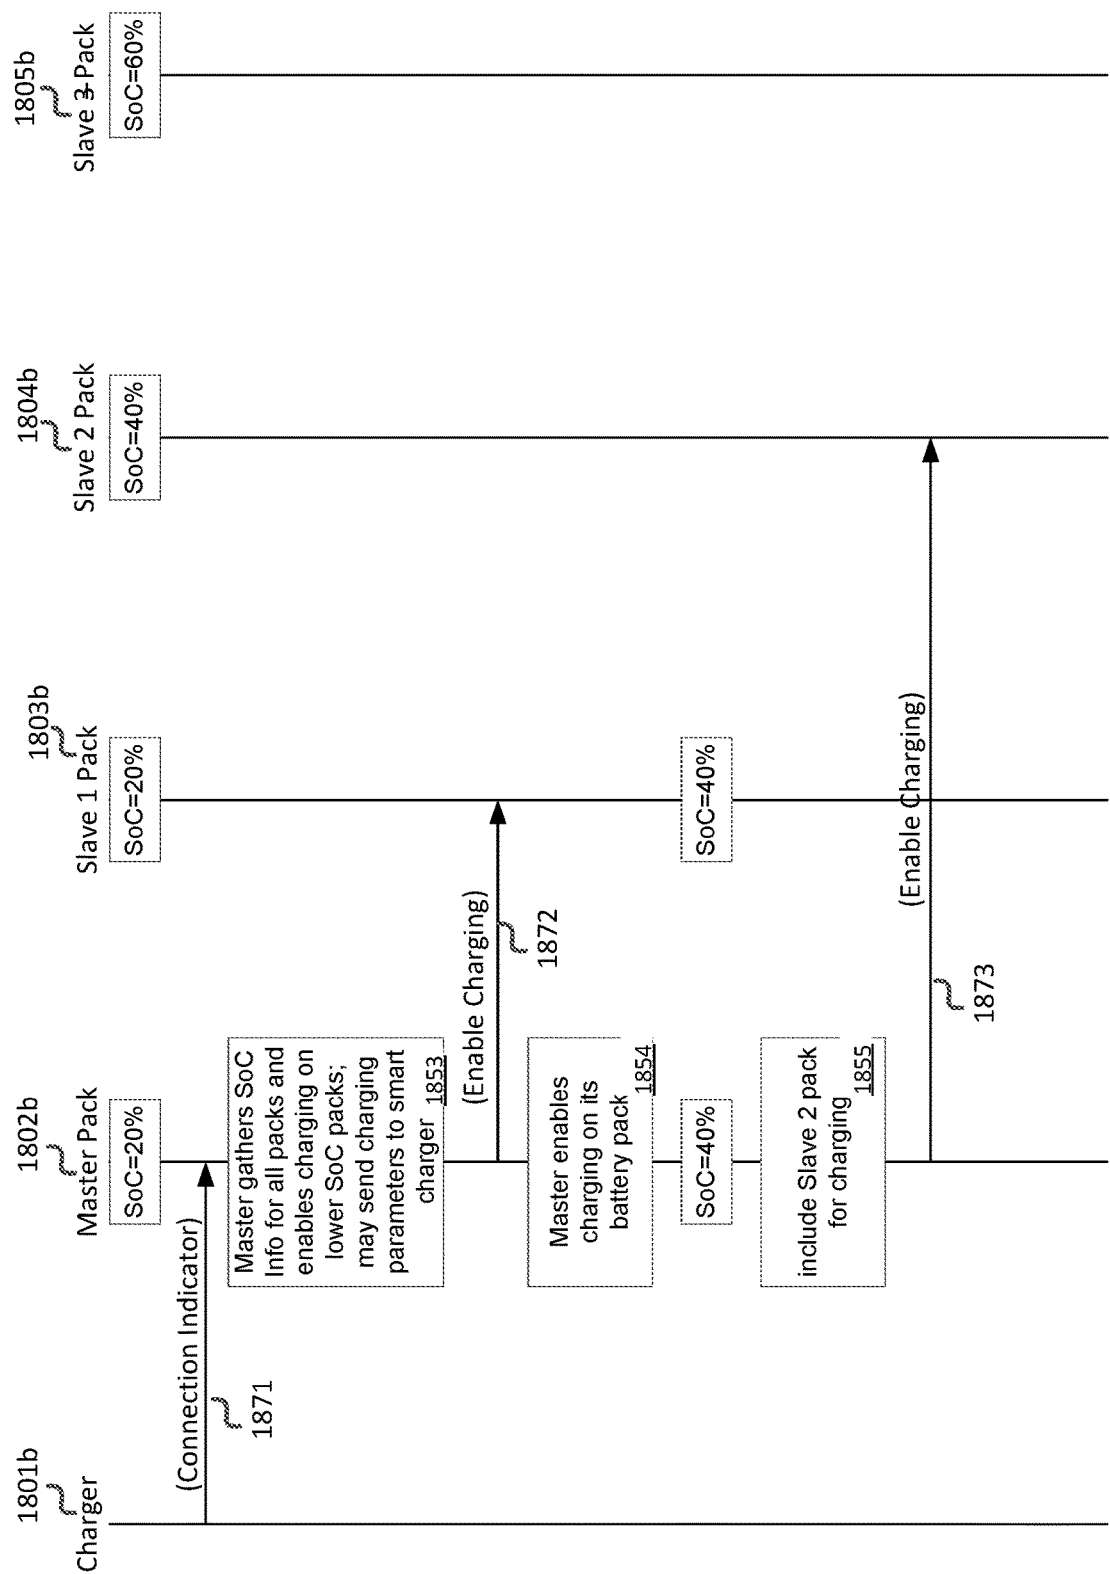 1801b
Charger
1802b
Master Pack
SoC=20%
1803b
Slave 1 Pack
SoC=20%
1804b
Slave 2 Pack
SoC=40%
1805b
Slave 3 Pack
SoC=60%
(Connection Indicator)
1871
Master gathers SoC
Info for all packs and
enables charging on
lower SoC packs;
may send charging
parameters to smart
charger 1853
(Enable Charging)
1872
Master enables
charging on its
battery pack
1854
SoC=40%
SoC=40%
include Slave 2 pack
for charging
1855
(Enable Charging)
1873